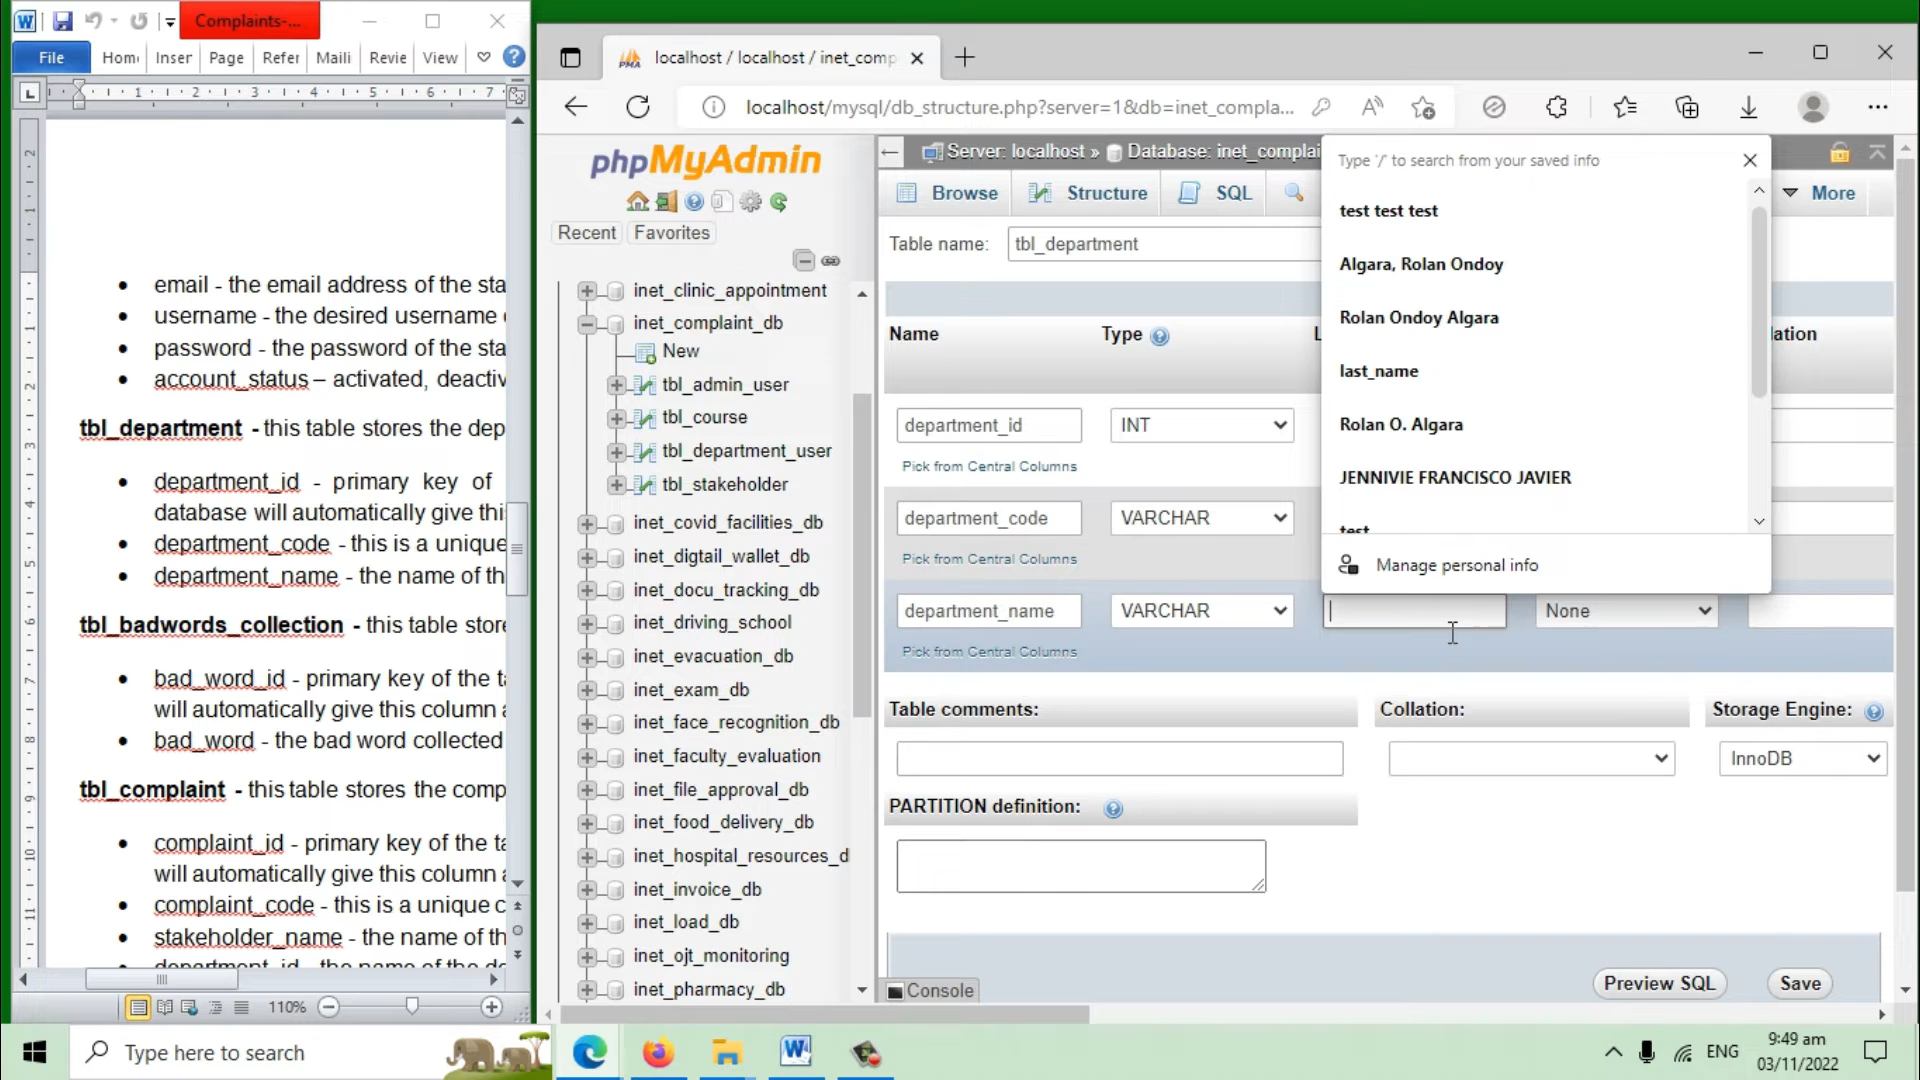 Complaints-...
File
Hom
Inser
Page
Refer
Mailli
Revie
View
email - the email address of the sta
username - the desired username
password - the password of the sta
account_status – activated, deactiv
tbl_department - this table stores the dep
department_id - primary key of
database will automatically give thi
department_code - this is a unique
department_name - the name of th
tbl_badwords_collection - this table store
bad_word_id - primary key of the ta
will automatically give this column
bad_word - the bad word collected
tbl_complaint - this table stores the comp
complaint_id - primary key of the ta
will automatically give this column
complaint_code - this is a unique c
stakeholder_name - the name of th
department_id - the name of the de
110%
localhost / localhost / inet_comp
localhost/mysql/db_structure.php?server=1&db=inet_compla...
phpMyAdmin
Recent
Favorites
inet_clinic_appointment
inet_complaint_db
New
tbl_admin_user
tbl_course
tbl_department_user
tbl_stakeholder
inet_covid_facilities_db
inet_digtail_wallet_db
inet_docu_tracking_db
inet_driving_school
inet_evacuation_db
inet_exam_db
inet_face_recognition_db
inet_faculty_evaluation
inet_file_approval_db
inet_food_delivery_db
inet_hospital_resources_d
inet_invoice_db
inet_load_db
inet_ojt_monitoring
inet_pharmacy_db
Server: localhost » Database: inet_complai
Browse
Structure
SQL
More
Table name: tbl_department
Name
Type
L
lation
department_id
INT
Pick from Central Columns
department_code
VARCHAR
Pick from Central Columns
department_name
VARCHAR
None
Pick from Central Columns
Type '/' to search from your saved info
test test test
Algara, Rolan Ondoy
Rolan Ondoy Algara
last_name
Rolan O. Algara
JENNIVIE FRANCISCO JAVIER
test
Manage personal info
Table comments:
Collation:
Storage Engine:
InnoDB
PARTITION definition:
Preview SQL
Save
Console
Type here to search
ENG
9:49 am
03/11/2022